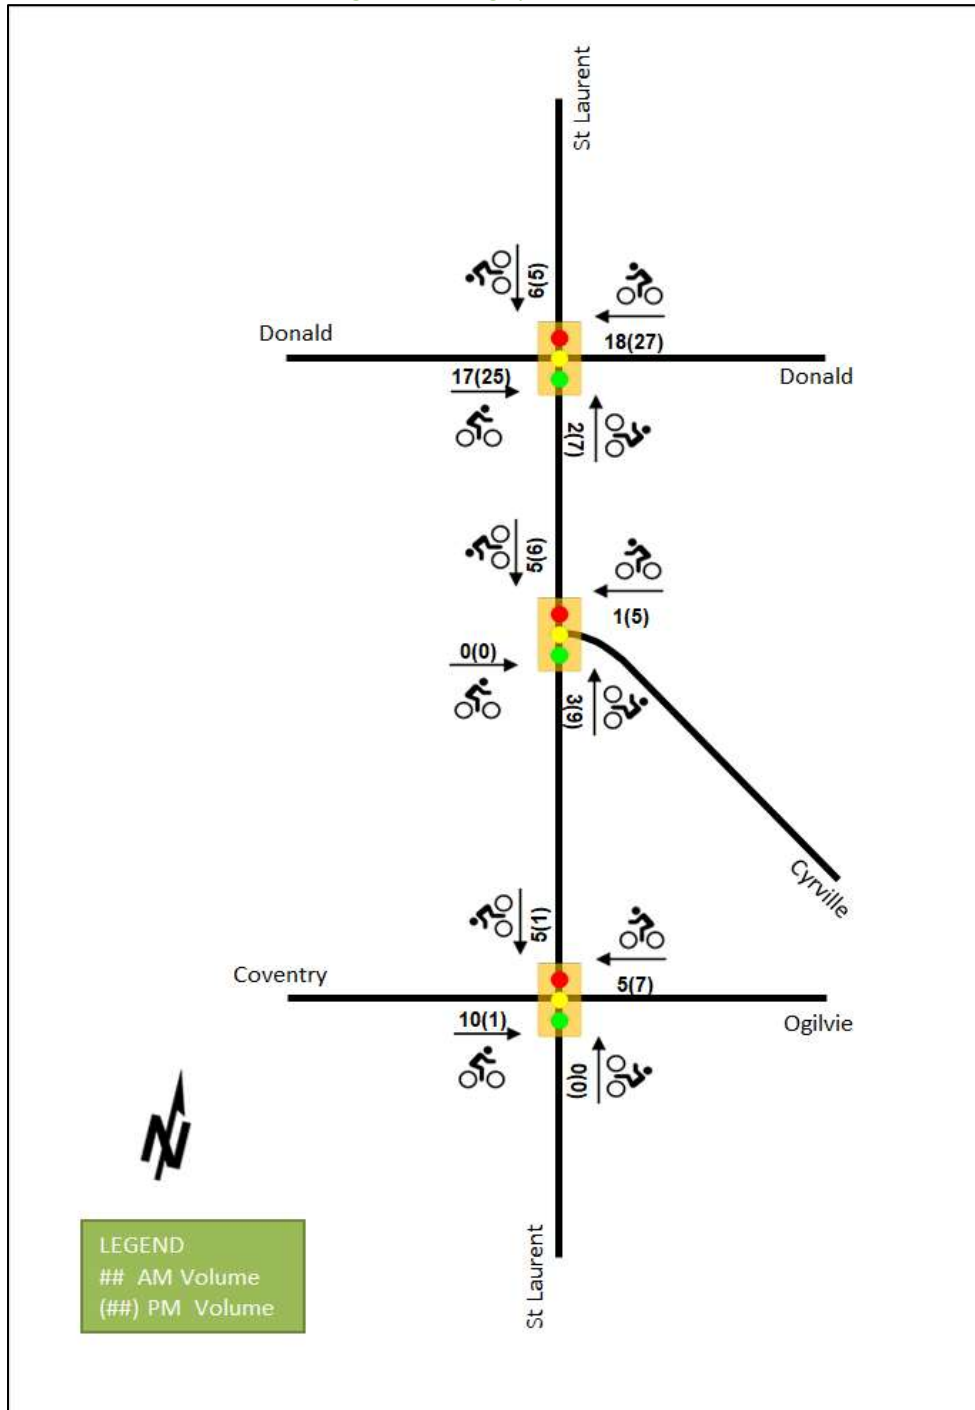 St Laurent
6(5)
18(27)
Donald
Donald
17(25)
2(7)
5(6)
1(5)
0(0)
3(9)
Cyrville
5(1)
5(7)
Coventry
Ogilvie
10(1)
0(0)
N
St Laurent
LEGEND
## AM Volume
(##) PM Volume